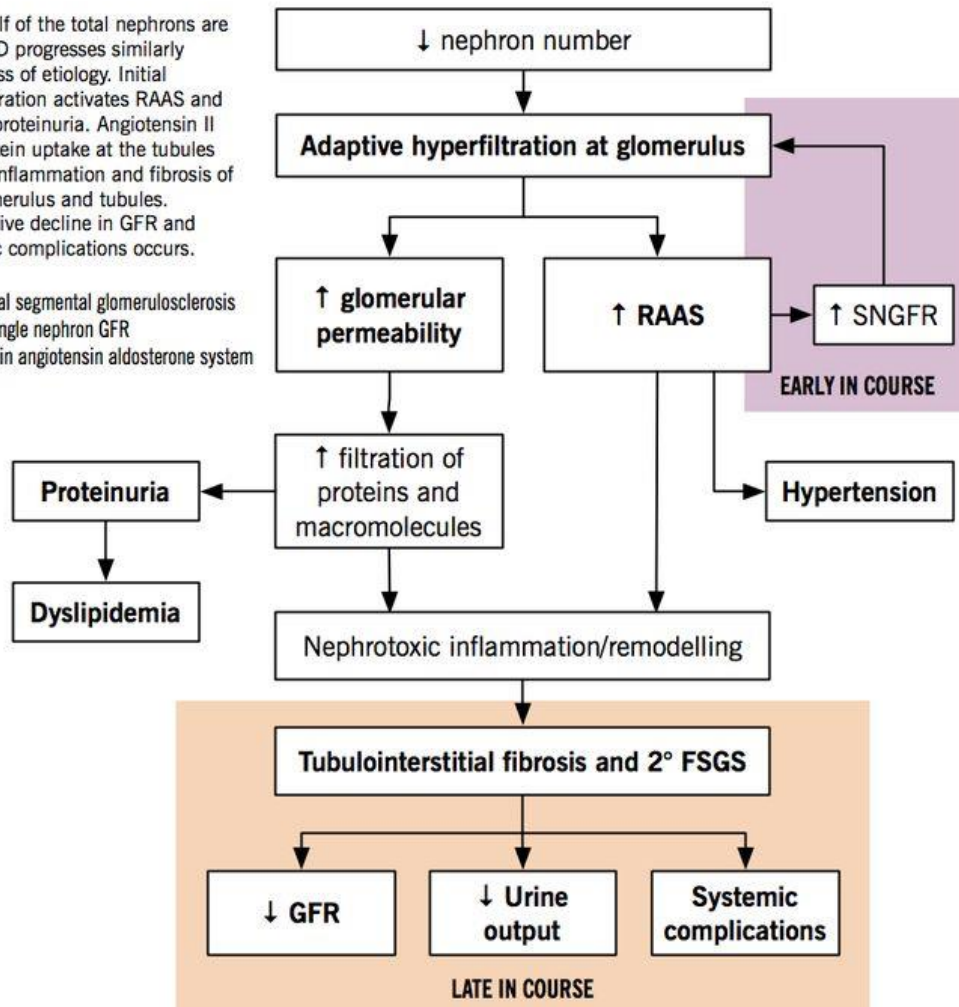 lf of the total nephrons are
D progresses similarly
ss of etiology. Initial
ration activates RAAS and
proteinuria. Angiotensin II
tein uptake at the tubules
nflammation and fibrosis of
nerulus and tubules.
ive decline in GFR and
c complications occurs.
al segmental glomerulosclerosis
ngle nephron GFR
in angiotensin aldosterone system
↓ nephron number
Adaptive hyperfiltration at glomerulus
↑ glomerular
permeability
↑ RAAS
↑ SNGFR
EARLY IN COURSE
↑ filtration of
proteins and
macromolecules
Proteinuria
Hypertension
Dyslipidemia
Nephrotoxic inflammation/remodelling
Tubulointerstitial fibrosis and 2° FSGS
↓ GFR
↓ Urine
output
Systemic
complications
LATE IN COURSE